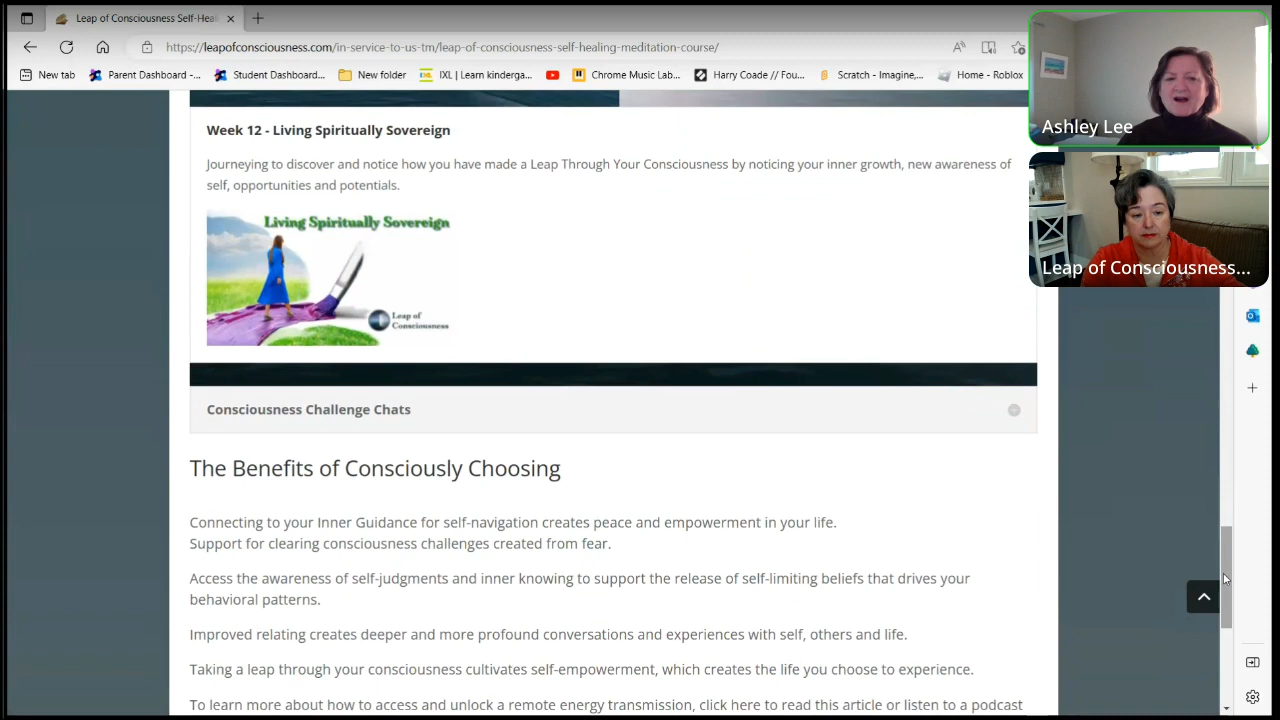 Leap of Consciousness Self-Heal
https://leapofconsciousness.com/in-service-to-us-tm/leap-of-consciousness-self-healing-meditation-course/
New tab
Parent Dashboard -...
Student Dashboard...
New folder
IXL | Learn kinderga...
Chrome Music Lab...
Harry Coade // Fou...
Scratch - Imagine,...
Home - Roblox
Ashley Lee
Leap of Consciousness...
Week 12 - Living Spiritually Sovereign
Journeying to discover and notice how you have made a Leap Through Your Consciousness by noticing your inner growth, new awareness of
self, opportunities and potentials.
Living Spiritually Sovereign
Leap of
Consciousness
Consciousness Challenge Chats
The Benefits of Consciously Choosing
Connecting to your Inner Guidance for self-navigation creates peace and empowerment in your life.
Support for clearing consciousness challenges created from fear.
Access the awareness of self-judgments and inner knowing to support the release of self-limiting beliefs that drives your
behavioral patterns.
Improved relating creates deeper and more profound conversations and experiences with self, others and life.
Taking a leap through your consciousness cultivates self-empowerment, which creates the life you choose to experience.
To learn more about how to access and unlock a remote energy transmission, click here to read this article or listen to a podcast